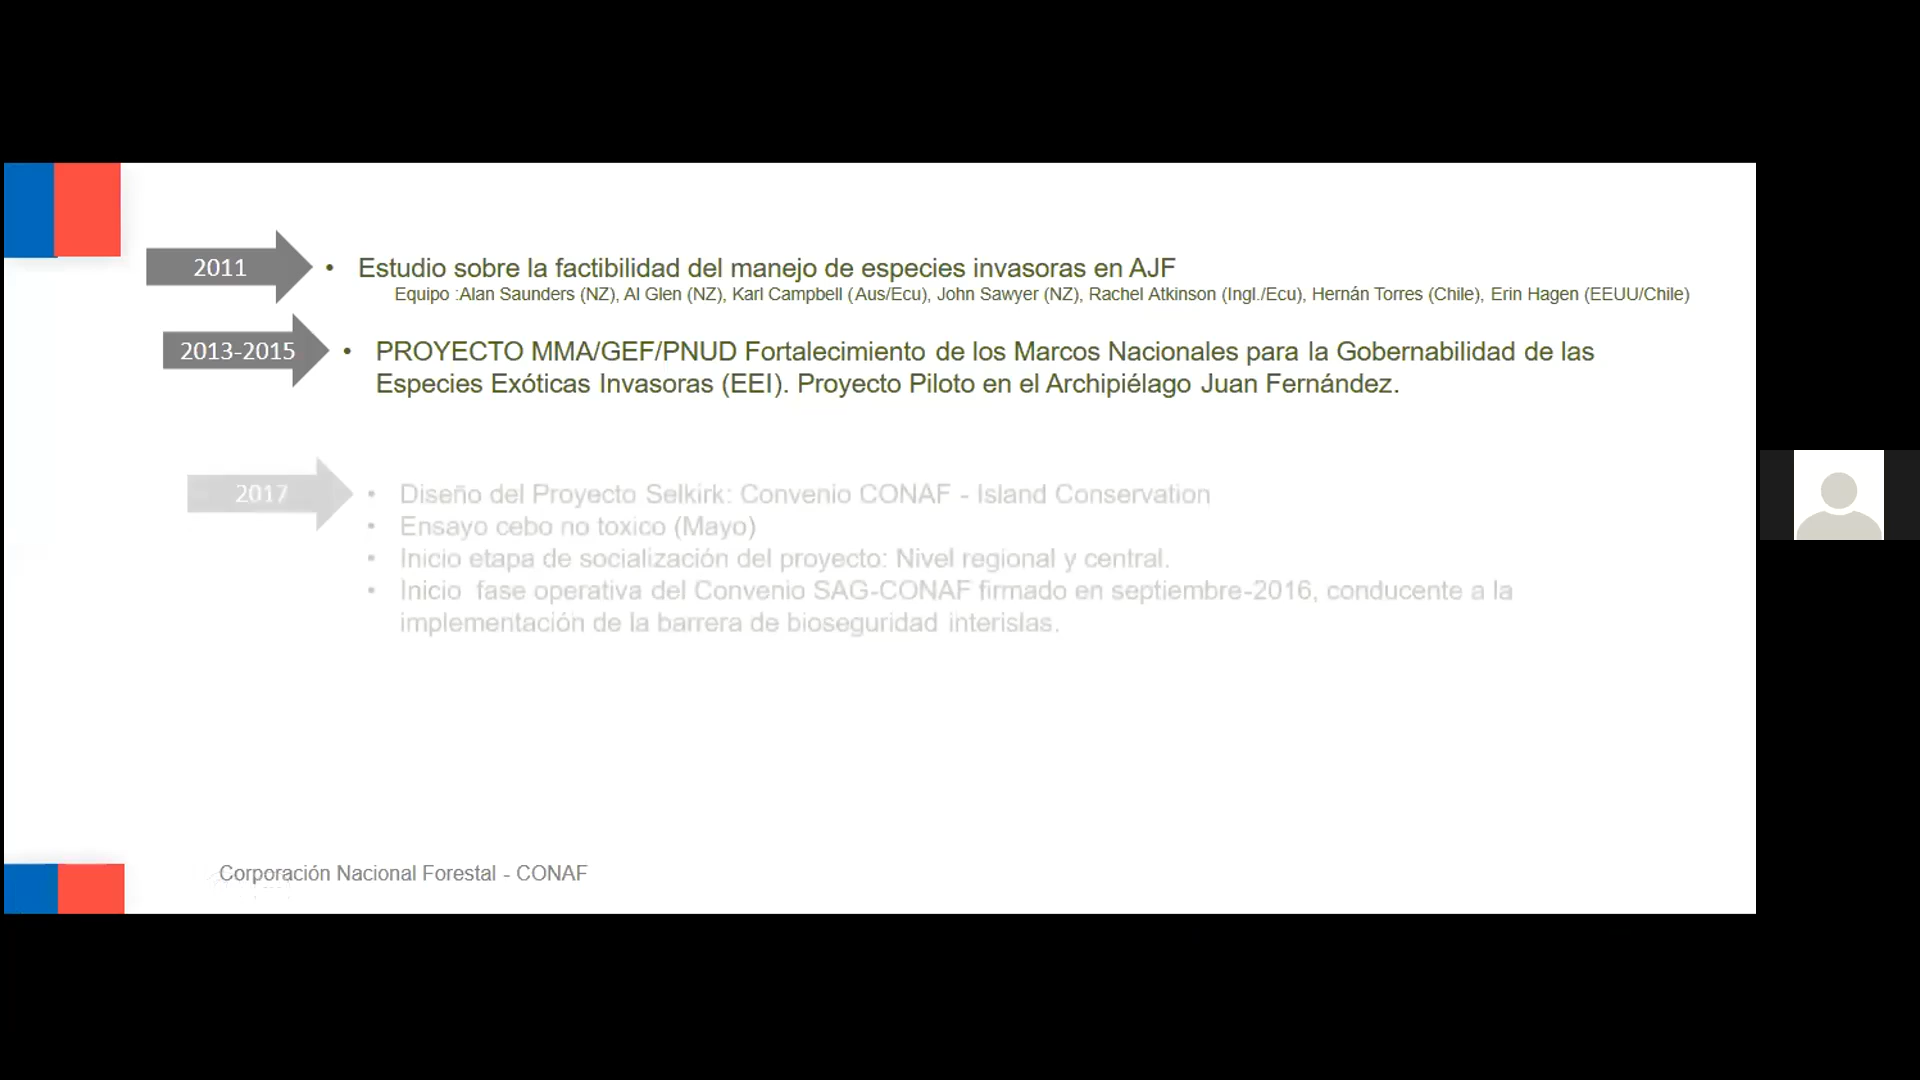 2011
• Estudio sobre la factibilidad del manejo de especies invasoras en AJF
Equipo :Alan Saunders (NZ), Al Glen (NZ), Karl Campbell (Aus/Ecu), John Sawyer (NZ), Rachel Atkinson (Ingl./Ecu), Hernán Torres (Chile), Erin Hagen (EEUU/Chile)
2013-2015
• PROYECTO MMA/GEF/PNUD Fortalecimiento de los Marcos Nacionales para la Gobernabilidad de las
Especies Exóticas Invasoras (EEI). Proyecto Piloto en el Archipiélago Juan Fernández.
2017
• Diseño del Proyecto Selkirk: Convenio CONAF - Island Conservation
• Ensayo cebo no toxico (Mayo)
• Inicio etapa de socialización del proyecto: Nivel regional y central.
• Inicio fase operativa del Convenio SAG-CONAF firmado en septiembre-2016, conducente a la
implementación de la barrera de bioseguridad interislas.
Corporación Nacional Forestal - CONAF